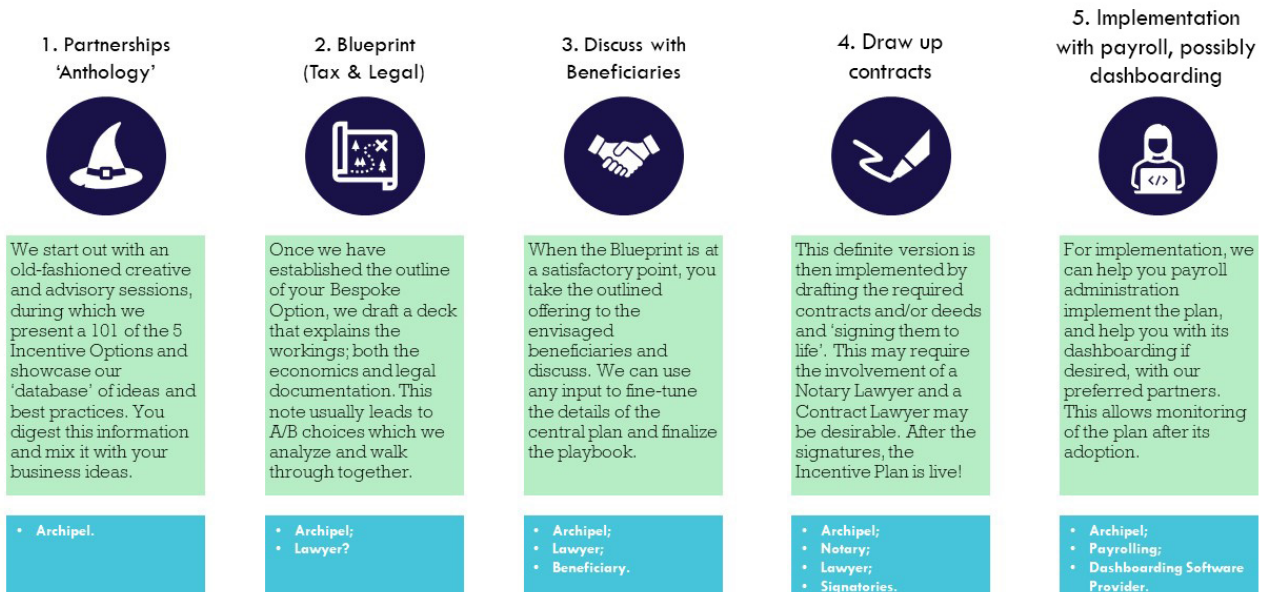 1. Partnerships
'Anthology'
We start out with an
old-fashioned creative
and advisory sessions,
during which we
present a 101 of the 5
Incentive Options and
showcase our
'database' of ideas and
best practices. You
digest this information
and mix it with your
business ideas.
• Archipel.
2. Blueprint
(Tax & Legal)
Once we have
established the outline
of your Bespoke
Option, we draft a deck
that explains the
workings; both the
economics and legal
documentation. This
note usually leads to
A/B choices which we
analyze and walk
through together.
• Archipel;
• Lawyer?
3. Discuss with
Beneficiaries
When the Blueprint is at
a satisfactory point, you
take the outlined
offering to the
envisaged
beneficiaries and
discuss. We can use
any input to fine-tune
the details of the
central plan and finalize
the playbook.
• Archipel;
• Lawyer;
• Beneficiary.
4. Draw up
contracts
This definite version is
then implemented by
drafting the required
contracts and/or deeds
and 'signing them to
life'. This may require
the involvement of a
Notary Lawyer and a
Contract Lawyer may
be desirable. After the
signatures, the
Incentive Plan is live!
• Archipel;
• Notary;
• Lawyer;
• Signatories.
5. Implementation
with payroll, possibly
dashboarding
</>
For implementation, we
can help you payroll
administration
implement the plan,
and help you with its
dashboarding if
desired, with our
preferred partners.
This allows monitoring
of the plan after its
adoption.
• Archipel;
• Payrolling;
• Dashboarding Software
Provider.